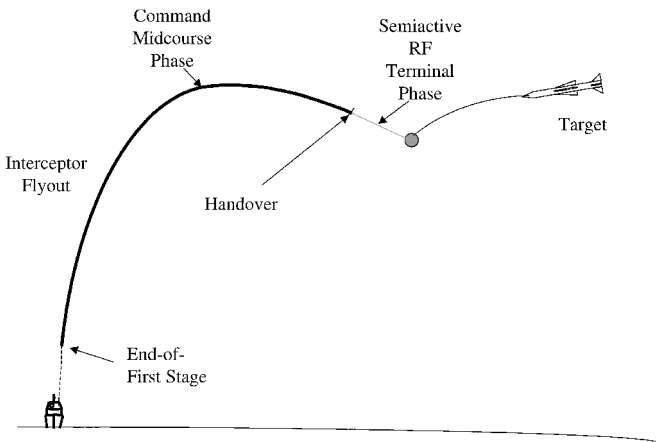 Command
Midcourse
Phase
Semiactive
RF
Terminal
Phase
Target
Interceptor
Flyout
Handover
End-of-
First Stage